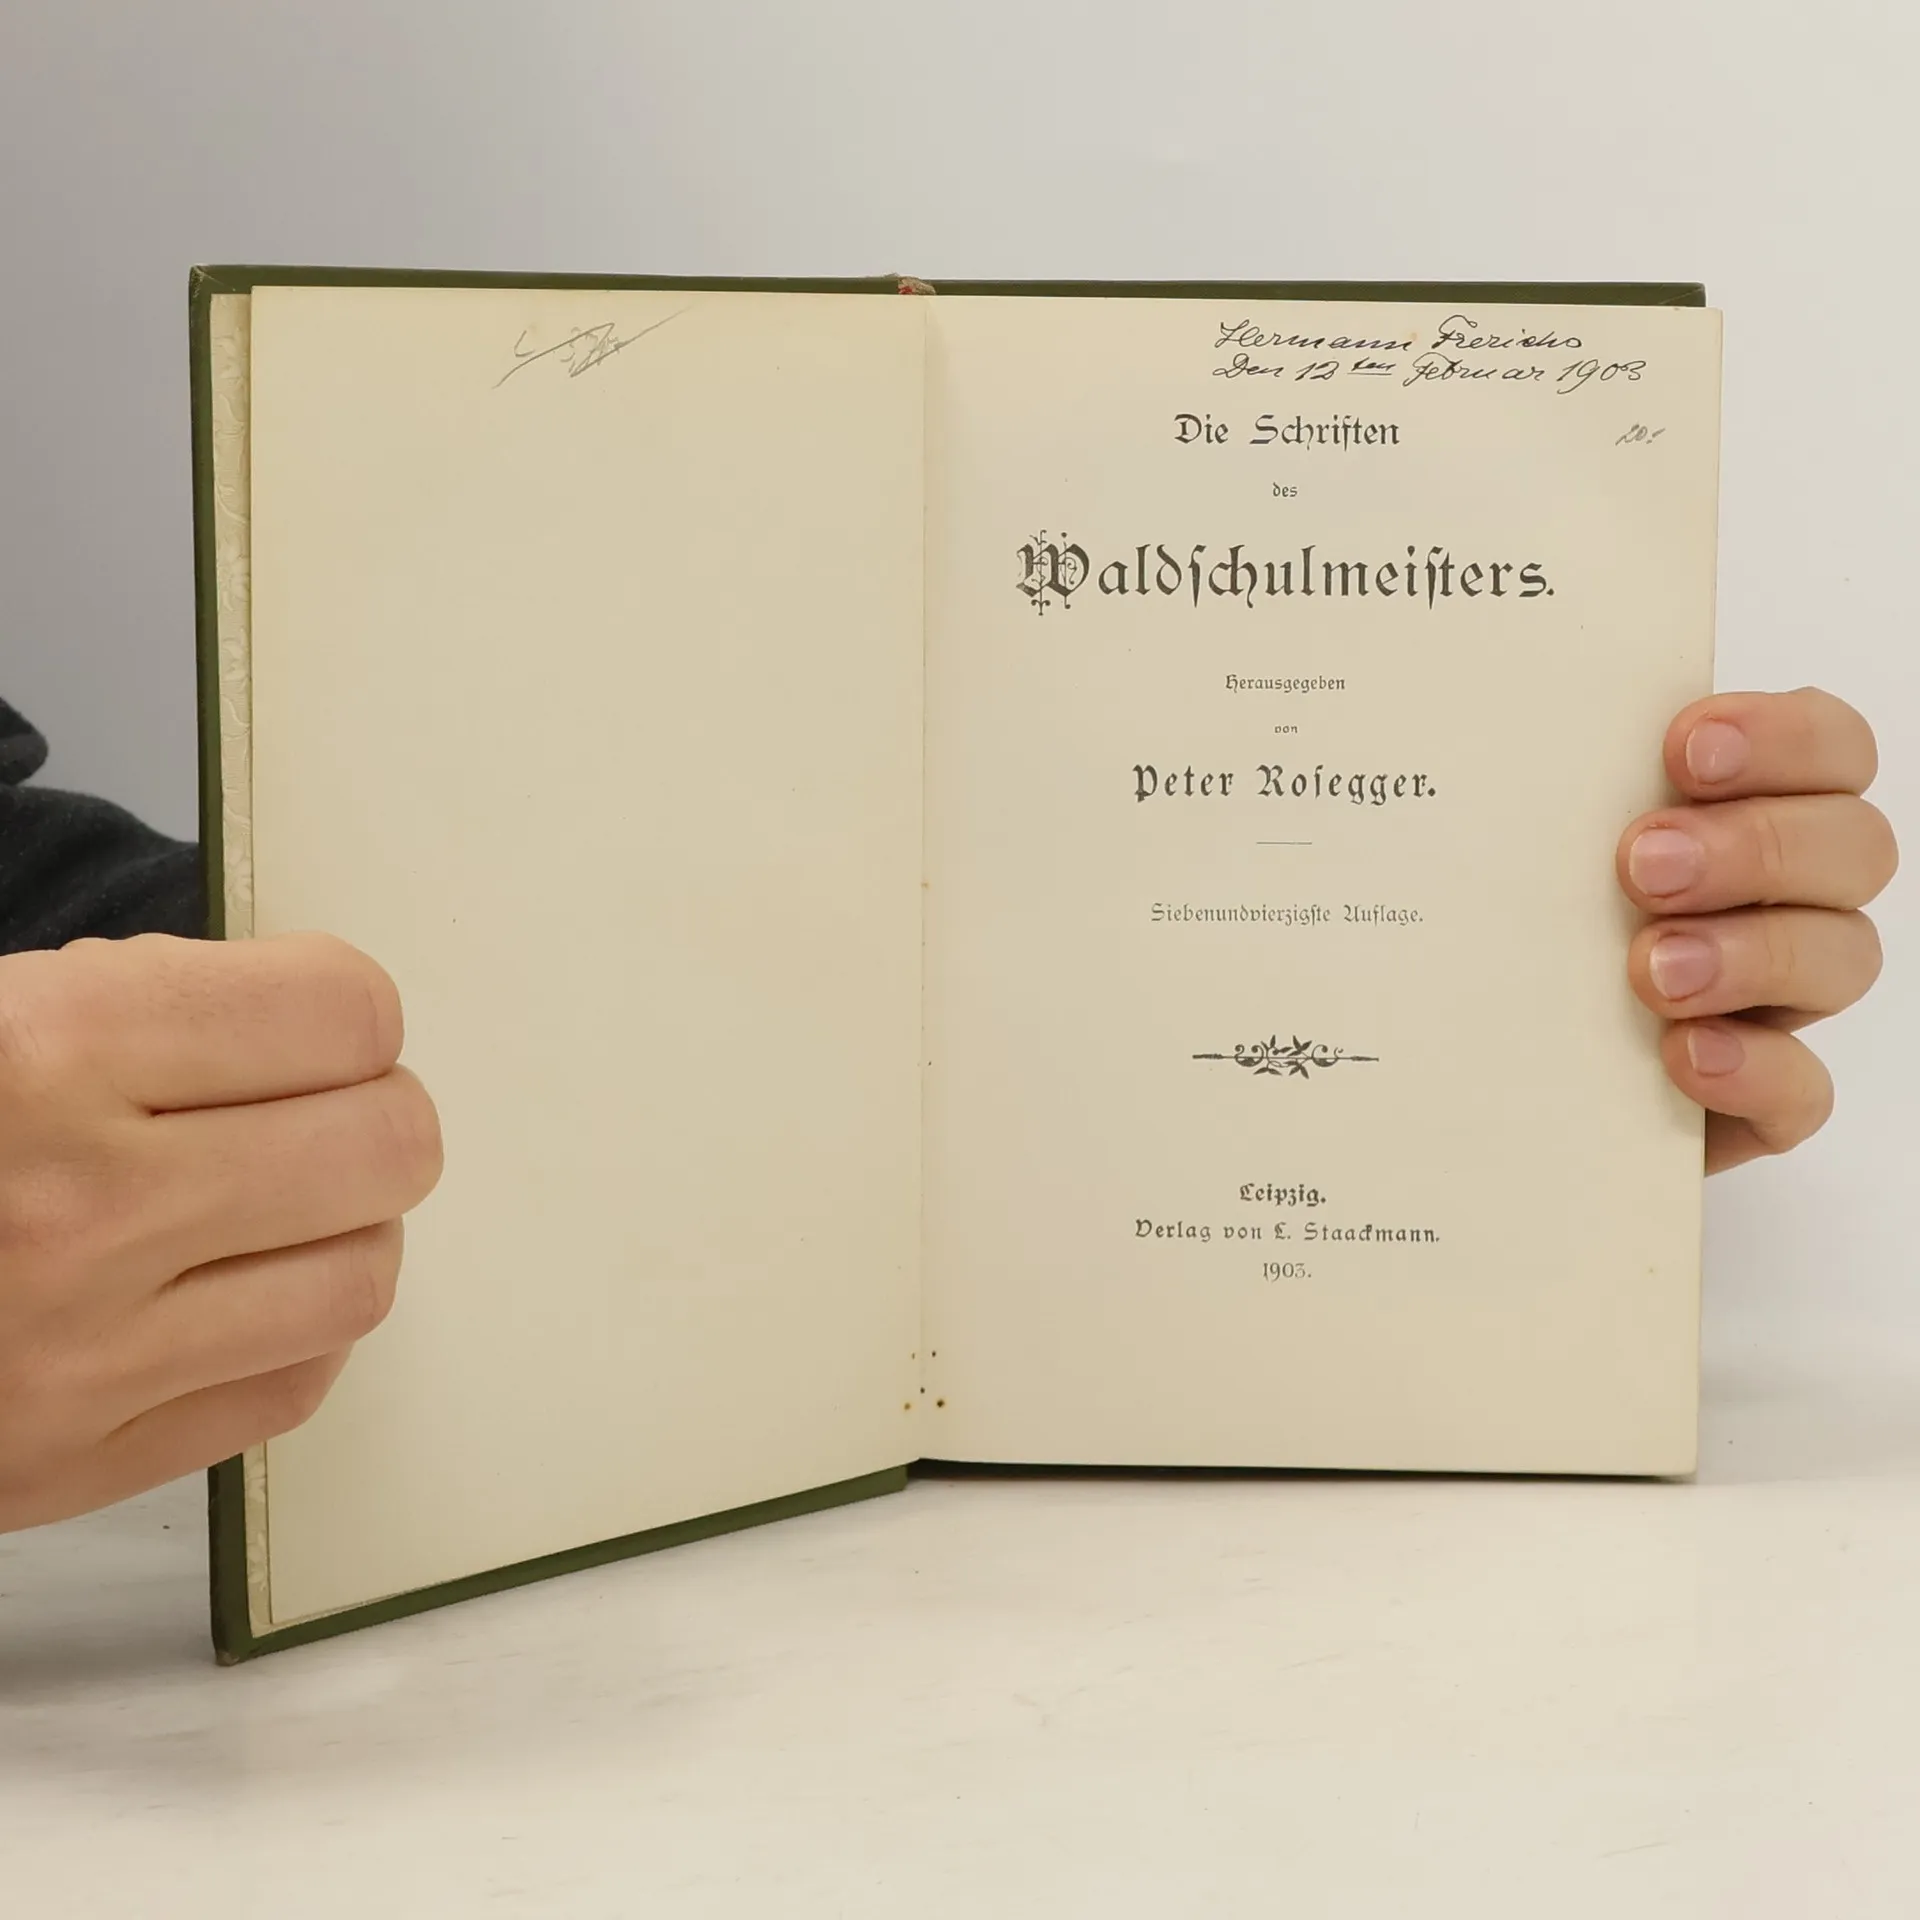 Hermann Frerichs
Den 12ten Februar 1903
Die Schriften
20.-
des
Waldſchulmeiſters.
Herausgegeben
von
Peter Roſegger.
Siebenundvierzigſte Auflage.
Leipzig.
Verlag von L. Staackmann.
1903.